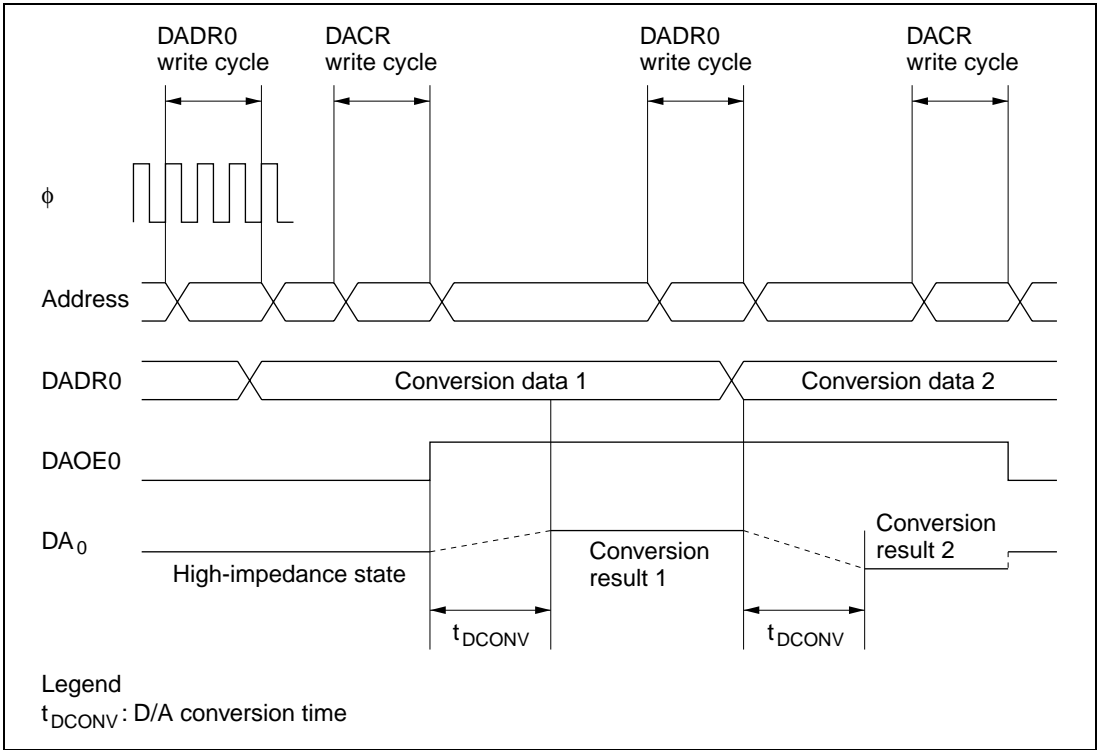 DADR0
write cycle
DACR
write cycle
DADR0
write cycle
DACR
write cycle
φ
Address
DADR0
Conversion data 1
Conversion data 2
DAOE0
DA0
High-impedance state
Conversion
result 1
Conversion
result 2
tDCONV
tDCONV
Legend
tDCONV : D/A conversion time